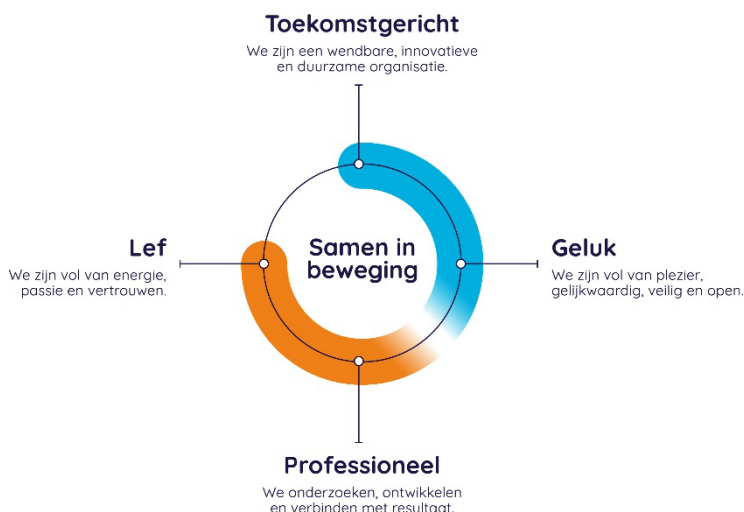 Toekomstgericht
We zijn een wendbare, innovatieve
en duurzame organisatie.
Lef
We zijn vol van energie,
passie en vertrouwen.
Samen in
beweging
Geluk
We zijn vol van plezier,
gelijkwaardig, veilig en open.
Professioneel
We onderzoeken, ontwikkelen
en verbinden met resultaat.